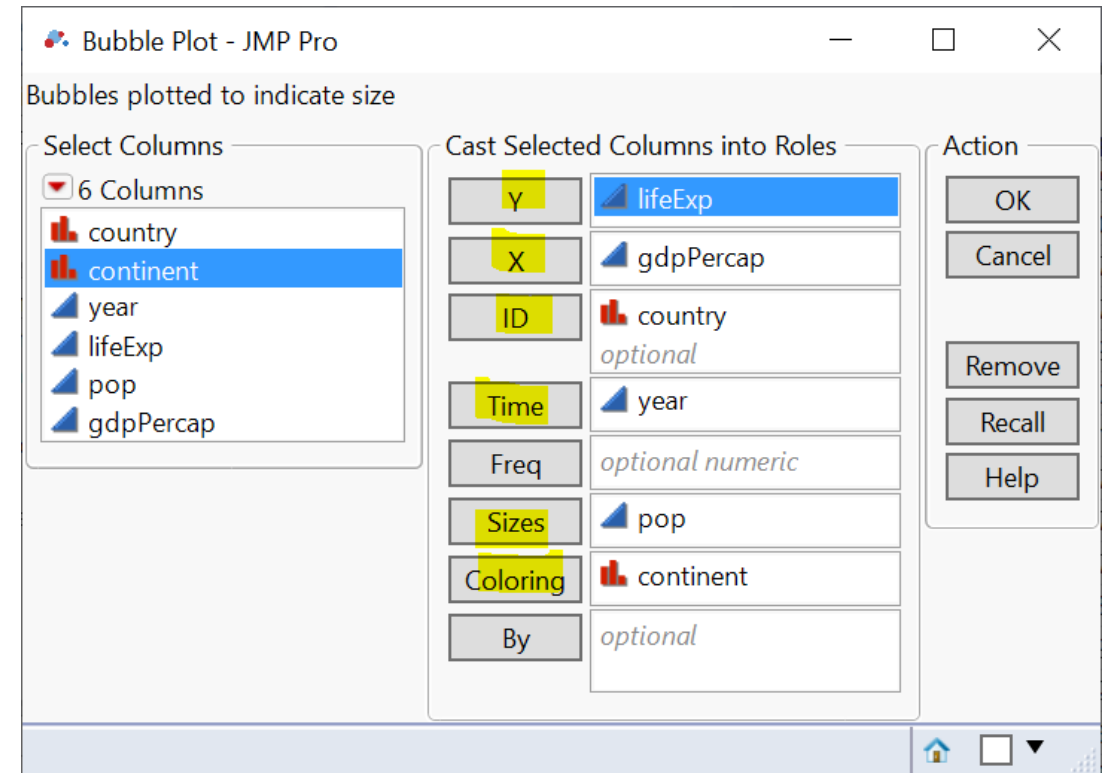 Bubble Plot - JMP Pro
Bubbles plotted to indicate size
Select Columns
6 Columns
country
continent
year
lifeExp
pop
gdpPercap
Cast Selected Columns into Roles
Y lifeExp
X gdpPercap
ID country
optional
Time year
Freq optional numeric
Sizes pop
Coloring continent
By optional
Action
OK
Cancel
Remove
Recall
Help